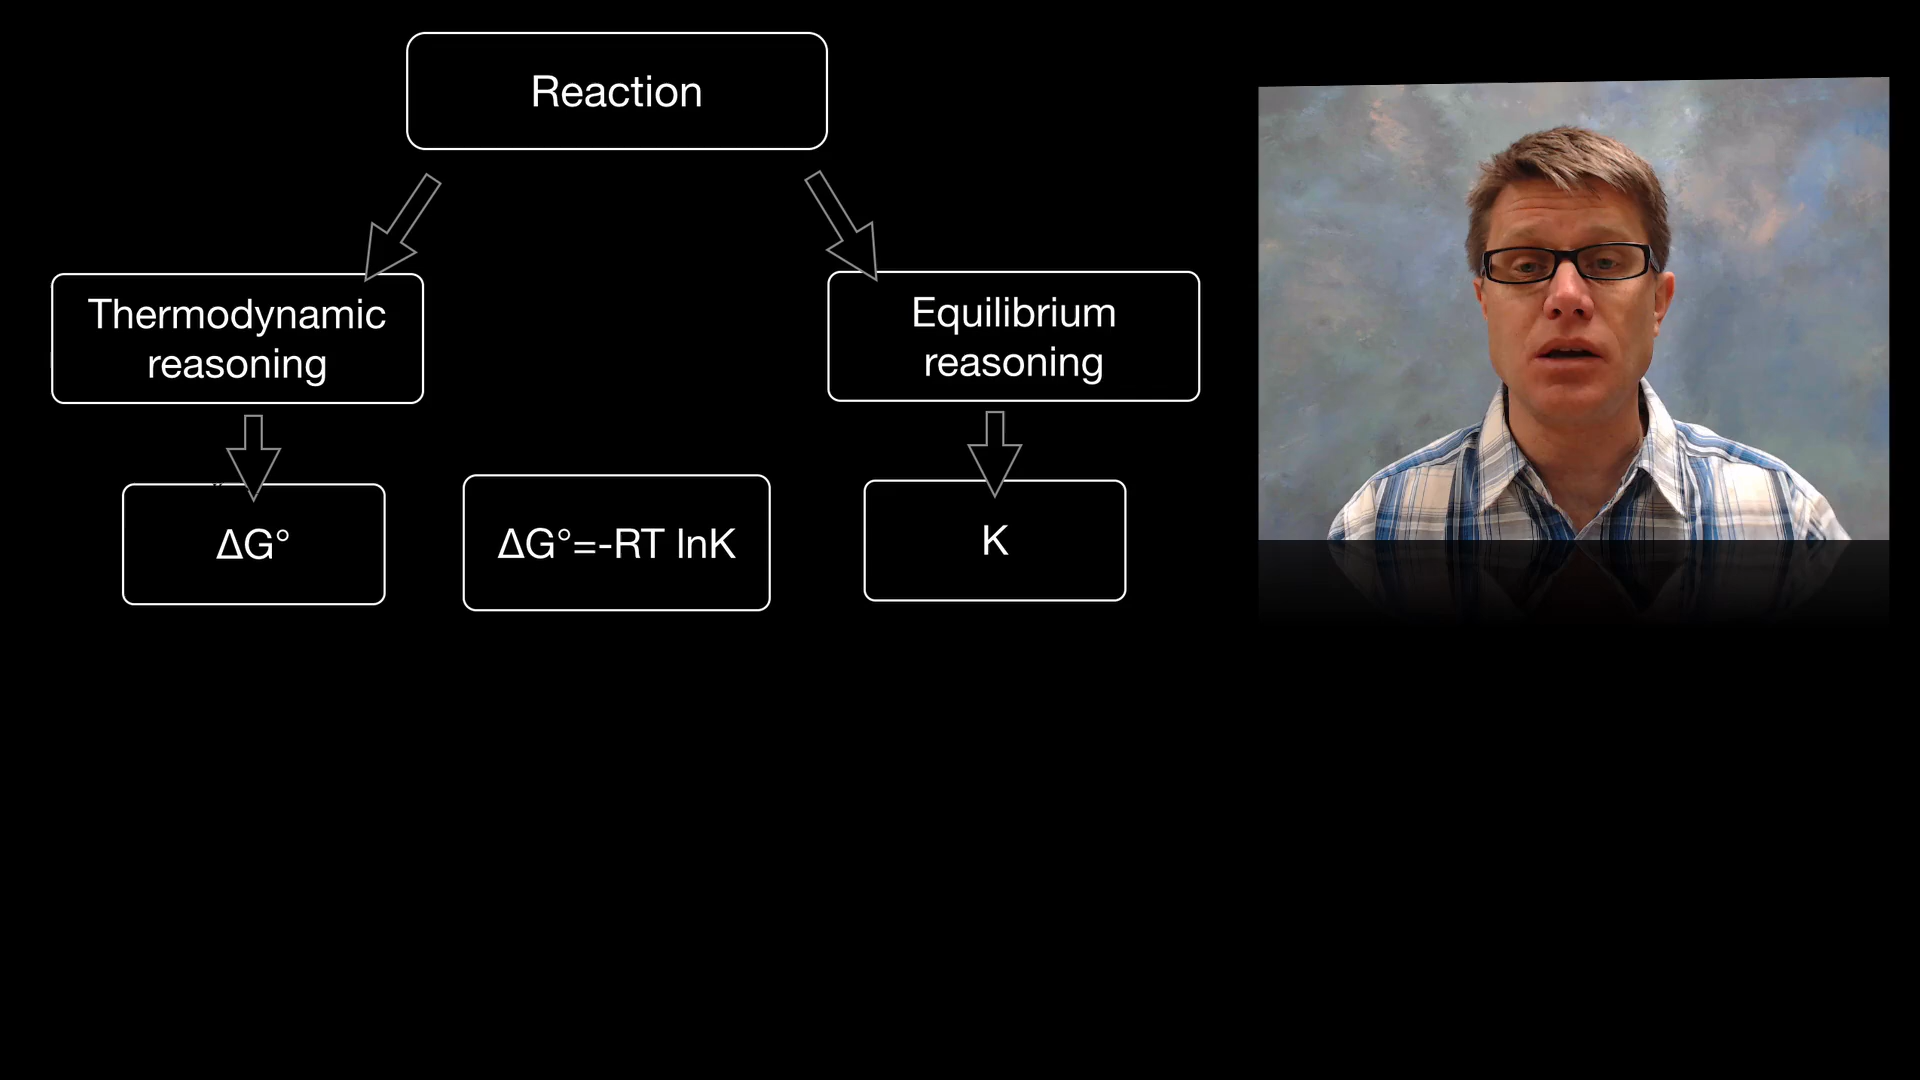 Reaction
Thermodynamic
reasoning
Equilibrium
reasoning
ΔG°
ΔG°=-RT lnK
K